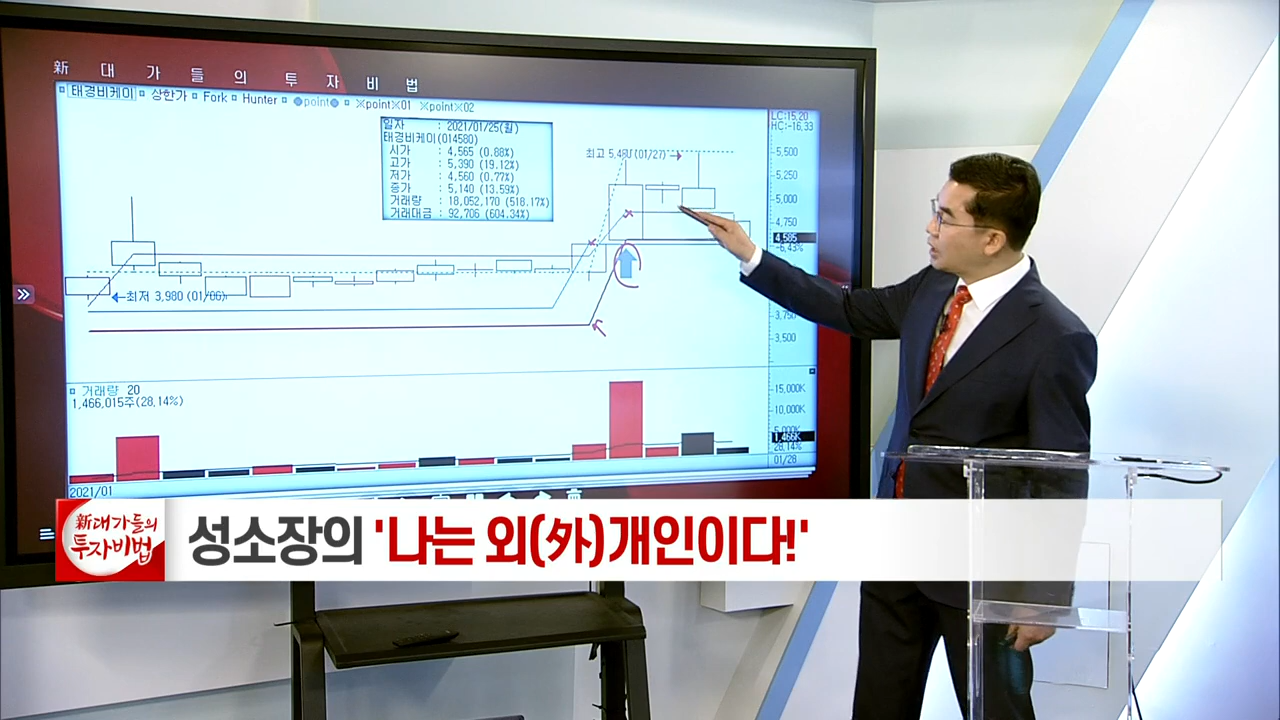 新 대 가 들 의 투 자 비 법
태경비케이 상한가 Fork Hunter point ※point※01 ※point※02
LC:15.20
HC:-16.33
일자 : 2021/01/25(월)
태경비케이(014580)
시가 : 4,565 (0.88%)
고가 : 5,390 (19.12%)
저가 : 4,560 (0.77%)
종가 : 5,140 (13.59%)
거래량 : 18,052,170 (518.17%)
거래대금 : 92,706 (604.34%)
최고 5,4 (01/27)
5,500
5,250
5,000
4,750
4,585
-6.43%
최저 3,980 (01/06)
3,750
3,500
거래량 20
1,466,015주(28.14%)
15,000K
10,000K
5,000K
1,466K
28.14%
01/28
2021/01
新대가들의
투자비법
성소장의 '나는 외(外)개인이다!'